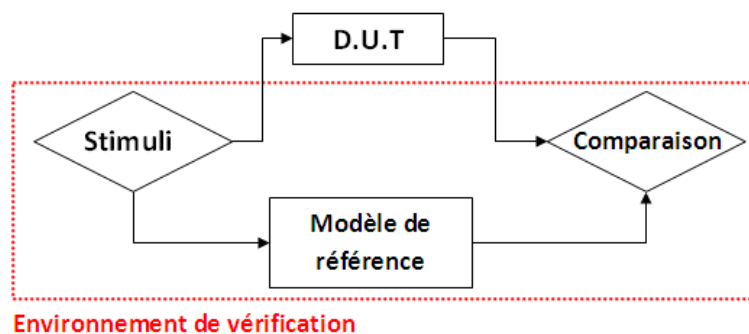 D.U.T
Stimuli
Comparaison
Modèle de
référence
Environnement de vérification